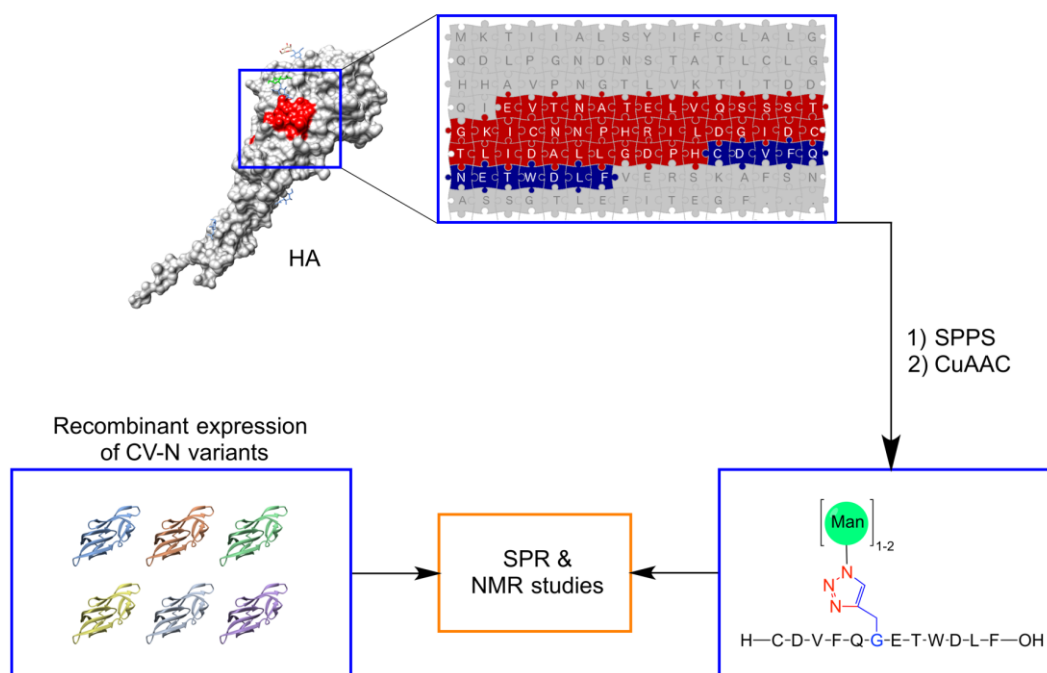 M K T I I A L S Y I F C L A L G
Q D L P G N D N S T A T L C L G
H H A V P N G T L V K T I T D D
Q I E V T N A T E L V Q S S S T
G K I C N N P H R I L D G I D C
T L I D A L L G D P H C D V F Q
N E T W D L F V E R S K A F S N
A S S G T L E F I T E G F . . .
HA
1) SPPS
2) CuAAC
Recombinant expression
of CV-N variants
SPR &
NMR studies
Man
1-2
N
N
N
H—C—D—V—F—Q—G—E—T—W—D—L—F—OH